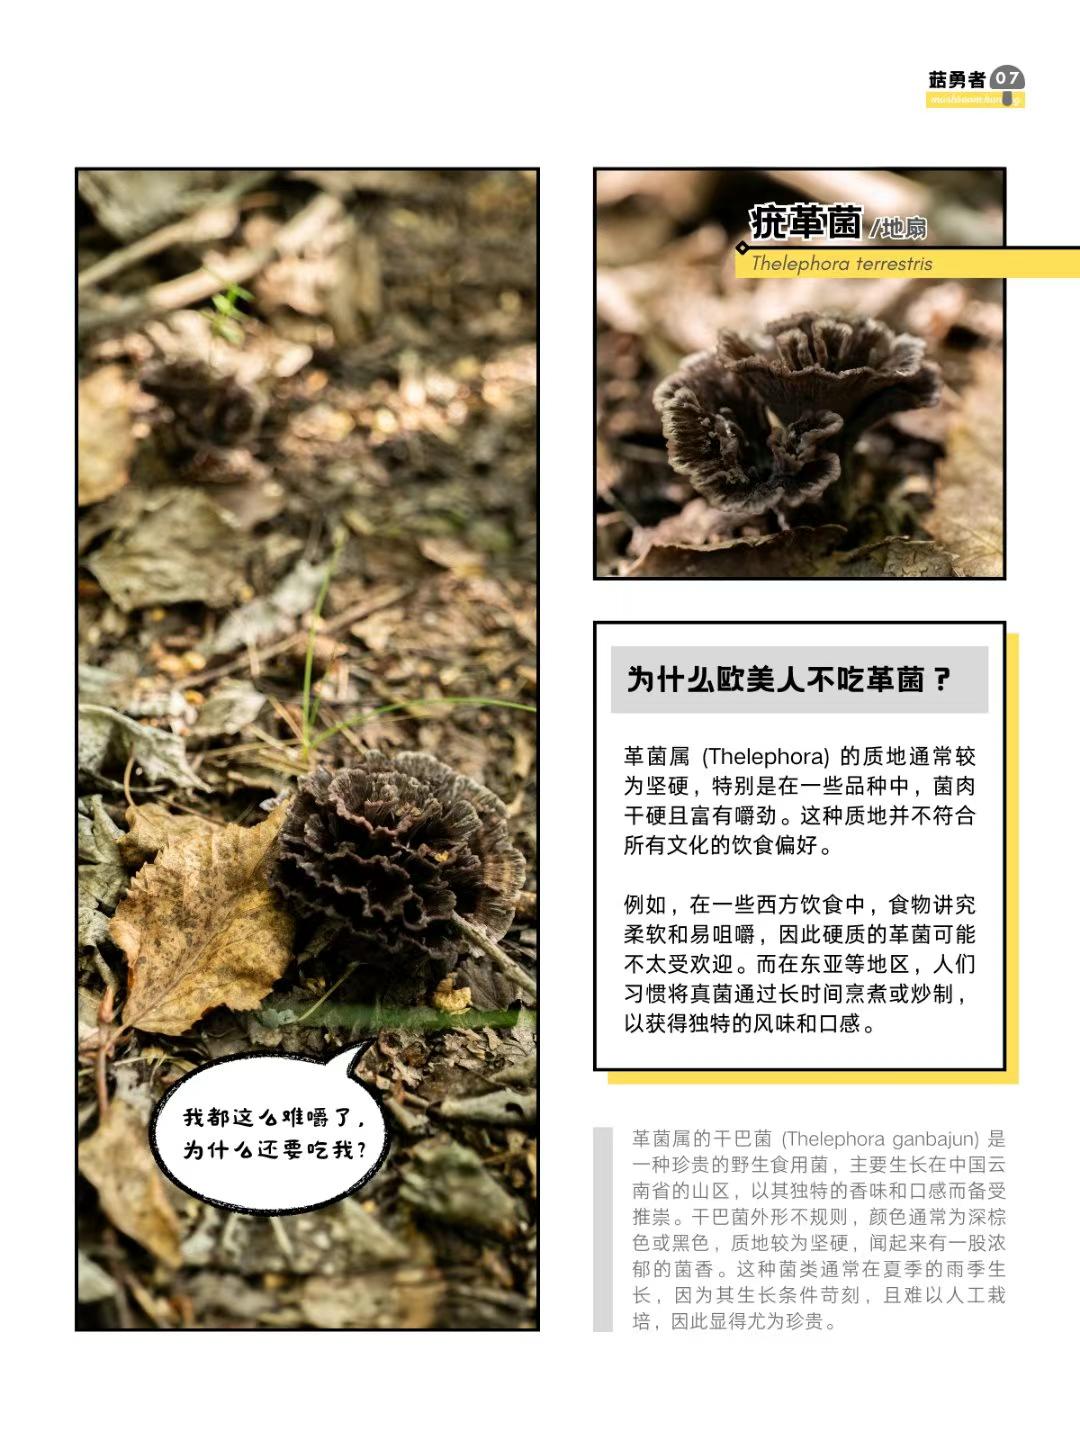 菇勇者 07
mushroom hunting
疣革菌 /地扇
Thelephora terrestris
为什么欧美人不吃革菌？
革菌属 (Thelephora) 的质地通常较
为坚硬，特别是在一些品种中，菌肉
干硬且富有嚼劲。这种质地并不符合
所有文化的饮食偏好。
例如，在一些西方饮食中，食物讲究
柔软和易咀嚼，因此硬质的革菌可能
不太受欢迎。而在东亚等地区，人们
习惯将真菌通过长时间烹煮或炒制，
以获得独特的风味和口感。
我都这么难嚼了，
为什么还要吃我?
革菌属的干巴菌 (Thelephora ganbajun) 是
一种珍贵的野生食用菌，主要生长在中国云
南省的山区，以其独特的香味和口感而备受
推崇。干巴菌外形不规则，颜色通常为深棕
色或黑色，质地较为坚硬，闻起来有一股浓
郁的菌香。这种菌类通常在夏季的雨季生
长，因为其生长条件苛刻，且难以人工栽
培，因此显得尤为珍贵。